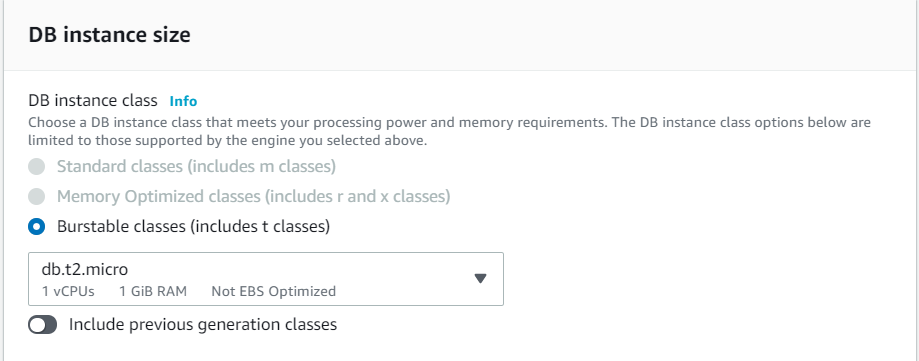 DB instance size
DB instance class Info
Choose a DB instance class that meets your processing power and memory requirements. The DB instance class options below are
limited to those supported by the engine you selected above.
Standard classes (includes m classes)
Memory Optimized classes (includes r and x classes)
Burstable classes (includes t classes)
db.t2.micro
1 vCPUs 1 GiB RAM Not EBS Optimized
Include previous generation classes